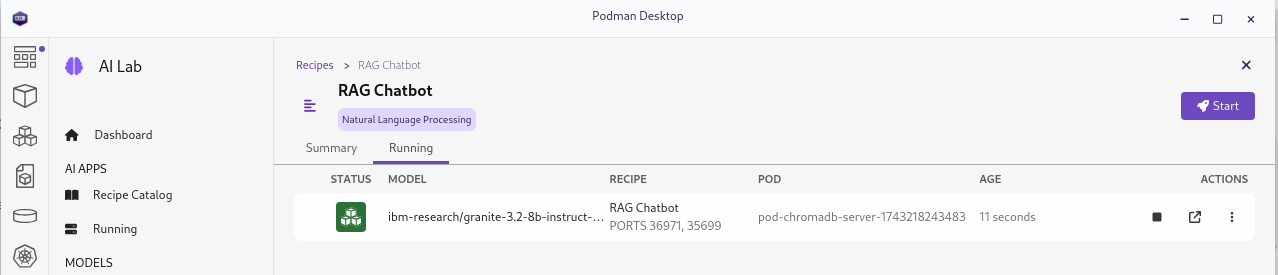 Podman Desktop
AI Lab
Recipes > RAG Chatbot
RAG Chatbot
Natural Language Processing
Start
Dashboard
Summary
Running
AI APPS
STATUS MODEL RECIPE POD AGE ACTIONS
Recipe Catalog
ibm-research/granite-3.2-8b-instruct-... RAG Chatbot pod-chromadb-server-1743218243483 11 seconds
PORTS 36971, 35699
Running
MODELS